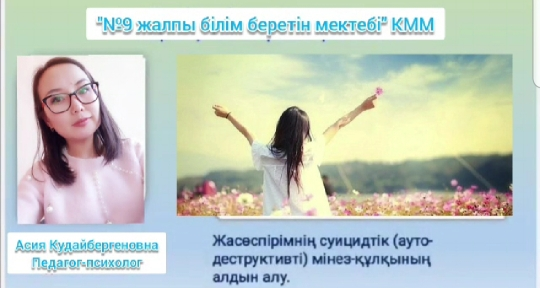 "№9 жалпы білім беретін мектебі" КММ
Асия Кудайбергеновна
Педагог-психолог
Жасөспірімнің суицидтік (ауто-
деструктивті) мінез-құлқының
алдын алу.